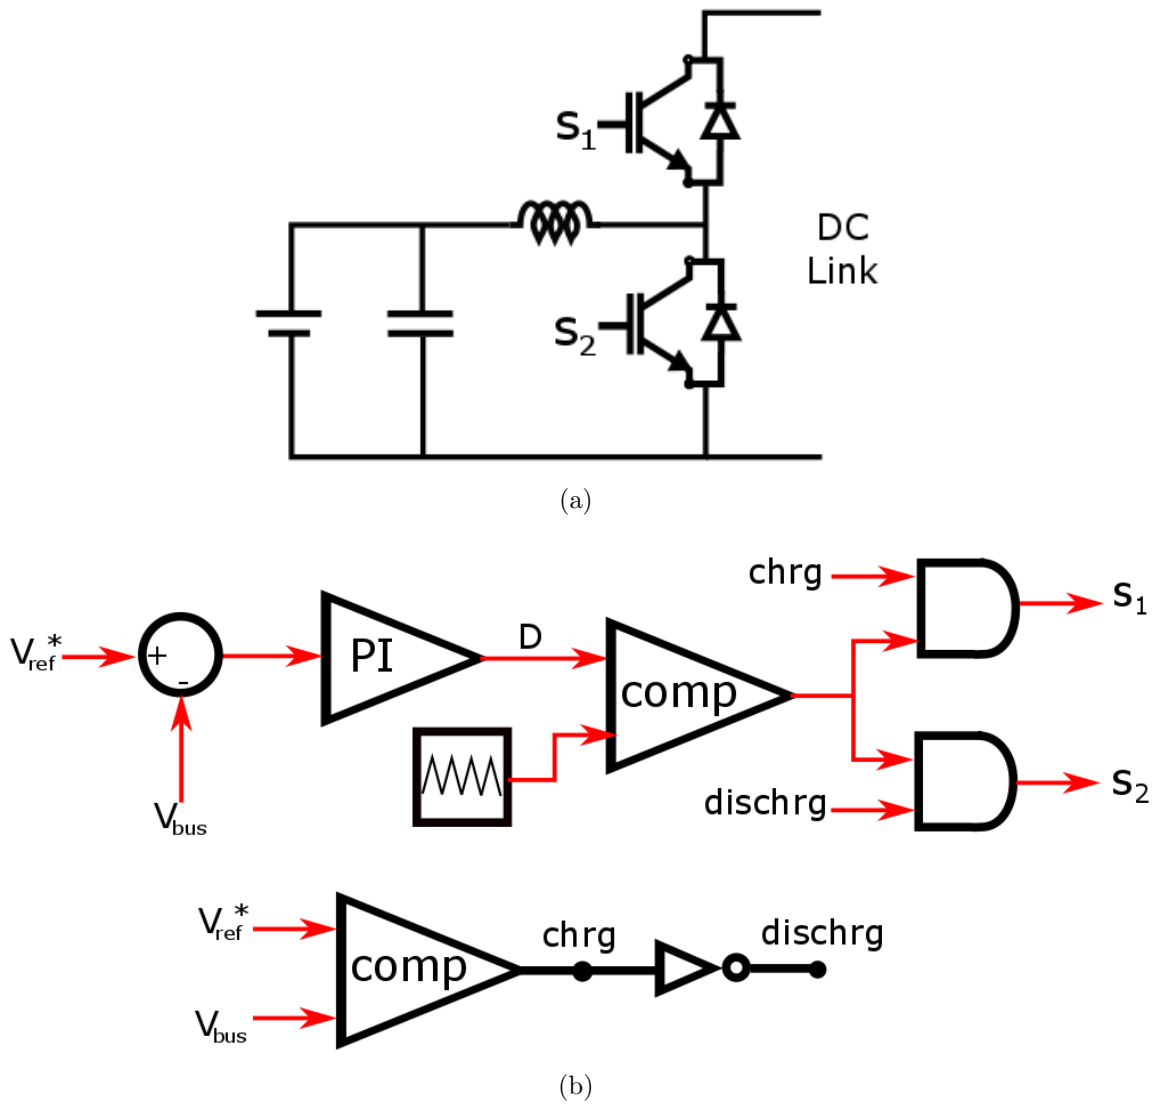 S1
DC
Link
S2
(a)
chrg
S1
Vref*
+
-
PI
D
comp
Vbus
dischrg
S2
Vref*
comp
chrg
dischrg
Vbus
(b)